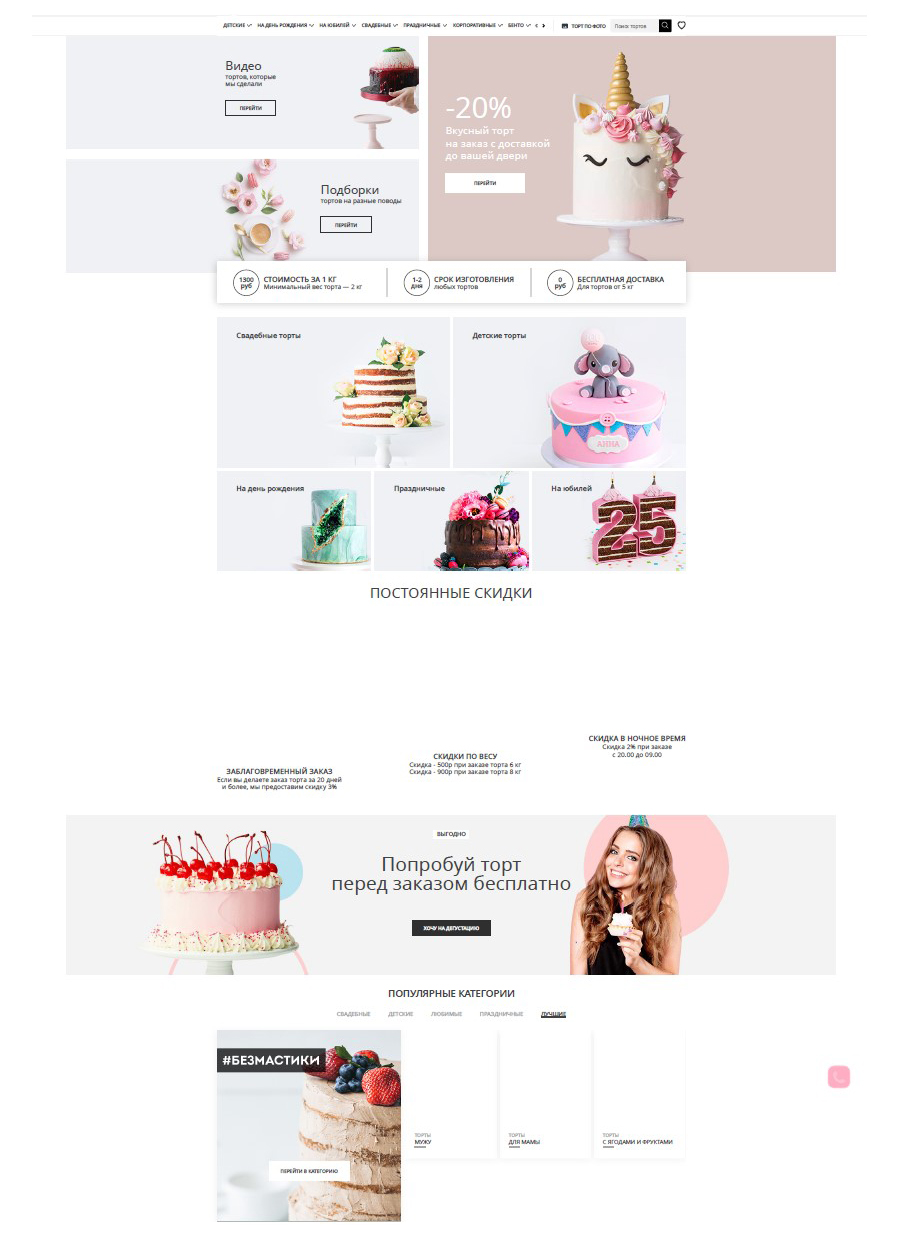 ДЕТСКИЕ НА ДЕНЬ РОЖДЕНИЯ НА ЮБИЛЕЙ СВАДЕБНЫЕ ПРАЗДНИЧНЫЕ КОРПОРАТИВНЫЕ БЕНТО ТОРТ ПО ФОТО Поиск тортов
Видео
тортов, которые
мы сделали
ПЕРЕЙТИ
-20%
Вкусный торт
на заказ с доставкой
до вашей двери
ПЕРЕЙТИ
Подборки
тортов на разные поводы
ПЕРЕЙТИ
1300
руб
СТОИМОСТЬ ЗА 1 КГ
Минимальный вес торта — 2 кг
1-2
дня
СРОК ИЗГОТОВЛЕНИЯ
любых тортов
0
руб
БЕСПЛАТНАЯ ДОСТАВКА
Для тортов от 5 кг
Свадебные торты
Детские торты
АННА
На день рождения
Праздничные
На юбилей
25
ПОСТОЯННЫЕ СКИДКИ
ЗАБЛАГОВРЕМЕННЫЙ ЗАКАЗ
Если вы делаете заказ торта за 20 дней
и более, мы предоставим скидку 3%
СКИДКИ ПО ВЕСУ
Скидка - 500р при заказе торта 6 кг
Скидка - 900р при заказе торта 8 кг
СКИДКА В НОЧНОЕ ВРЕМЯ
Скидка 2% при заказе
с 20.00 до 09.00
ВЫГОДНО
Попробуй торт
перед заказом бесплатно
ХОЧУ НА ДЕГУСТАЦИЮ
ПОПУЛЯРНЫЕ КАТЕГОРИИ
СВАДЕБНЫЕ ДЕТСКИЕ ЛЮБИМЫЕ ПРАЗДНИЧНЫЕ ЛУЧШИЕ
#БЕЗМАСТИКИ
ПЕРЕЙТИ В КАТЕГОРИЮ
ТОРТЫ
МУЖУ
ТОРТЫ
ДЛЯ МАМЫ
ТОРТЫ
С ЯГОДАМИ И ФРУКТАМИ